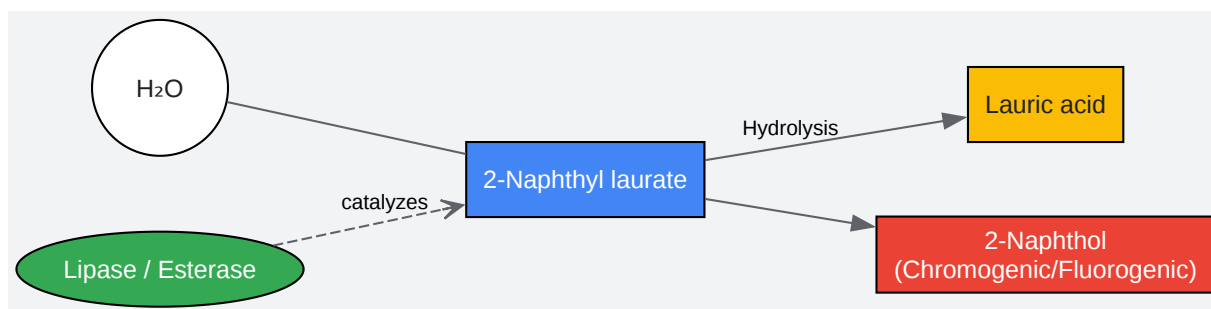 H₂O
Lipase / Esterase
catalyzes
2-Naphthyl laurate
Hydrolysis
Lauric acid
2-Naphthol
(Chromogenic/Fluorogenic)